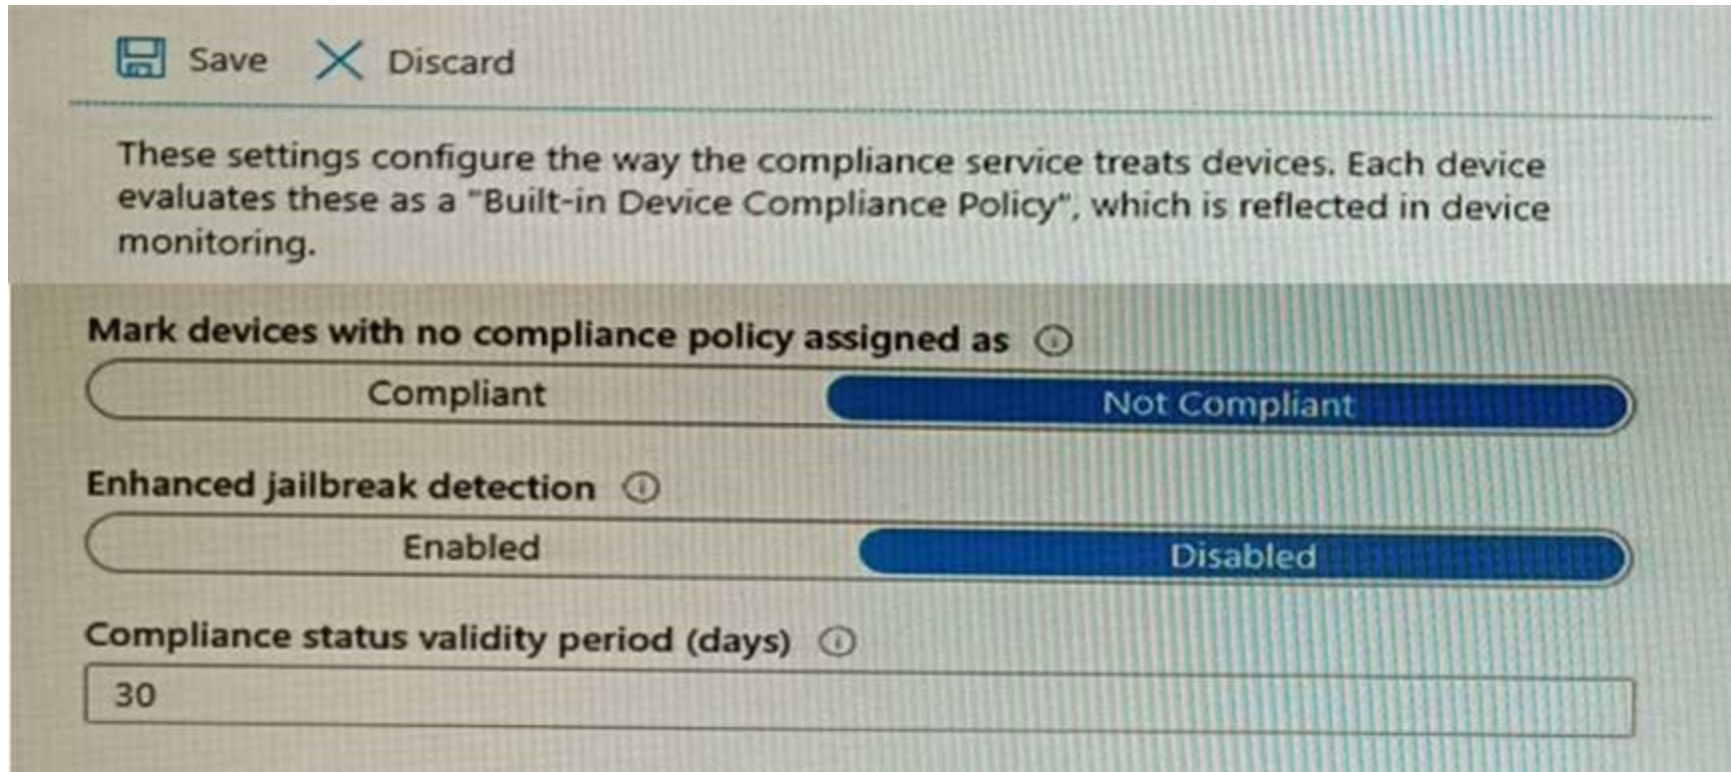 Save Discard
These settings configure the way the compliance service treats devices. Each device
evaluates these as a "Built-in Device Compliance Policy", which is reflected in device
monitoring.
Mark devices with no compliance policy assigned as
Compliant Not Compliant
Enhanced jailbreak detection
Enabled Disabled
Compliance status validity period (days)
30